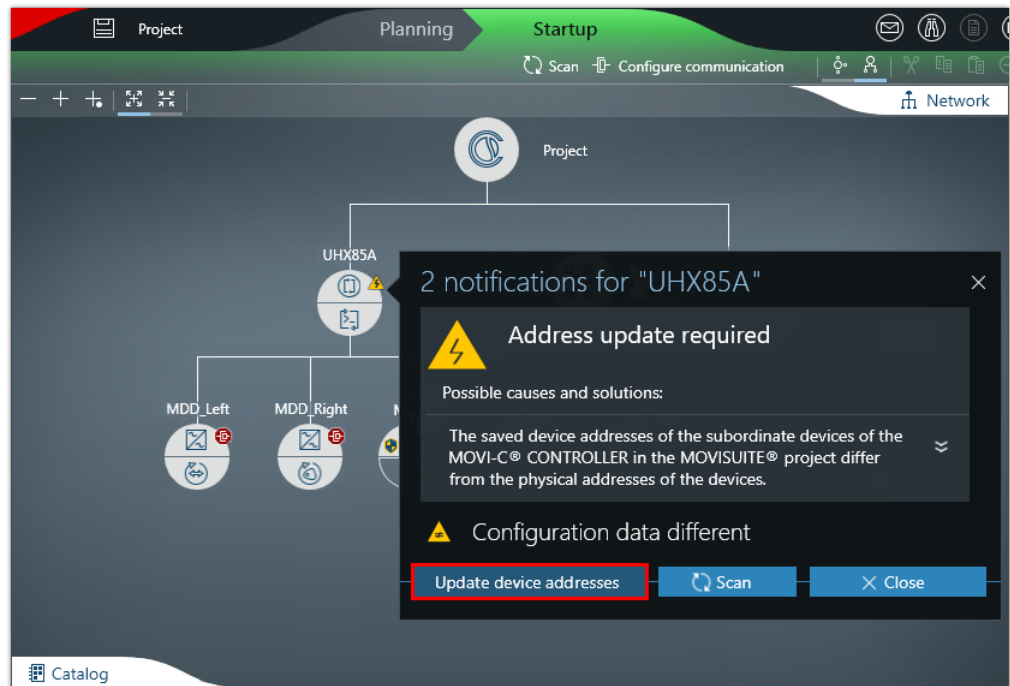 Project
Planning
Startup
Scan
Configure communication
Network
Project
UHX85A
2 notifications for "UHX85A"
Address update required
Possible causes and solutions:
The saved device addresses of the subordinate devices of the
MOVI-C® CONTROLLER in the MOVISUITE® project differ
from the physical addresses of the devices.
MDD_Left
MDD_Right
Configuration data different
Update device addresses
Scan
Close
Catalog